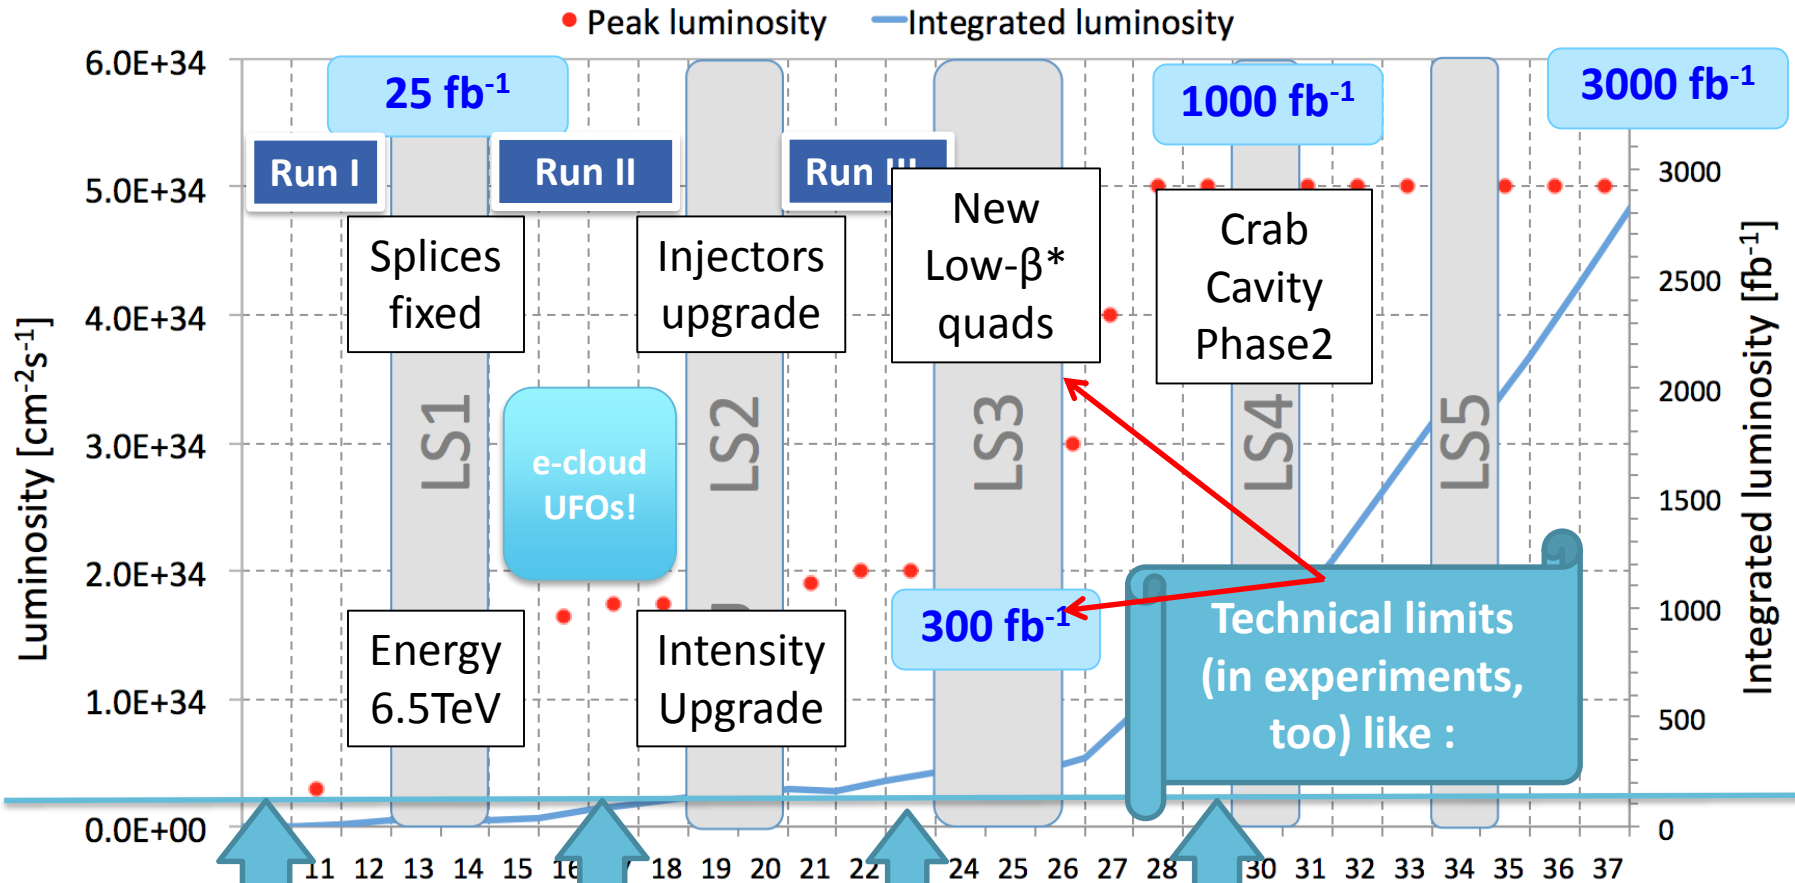 Peak luminosity
Integrated luminosity
6.0E+34
5.0E+34
4.0E+34
3.0E+34
2.0E+34
1.0E+34
0.0E+00
Luminosity [cm⁻²s⁻¹]
25 fb⁻¹
1000 fb⁻¹
3000 fb⁻¹
Run I
Run II
Run III
Splices
fixed
Injectors
upgrade
New
Low-β*
quads
Crab
Cavity
Phase2
LS1
LS2
LS3
LS4
LS5
e-cloud
UFOs!
Energy
6.5TeV
Intensity
Upgrade
300 fb⁻¹
Technical limits
(in experiments,
too) like :
3000
2500
2000
1500
1000
500
0
Integrated luminosity [fb⁻¹]
11 12 13 14 15 16 17 18 19 20 21 22 24 25 26 27 28 30 31 32 33 34 35 36 37